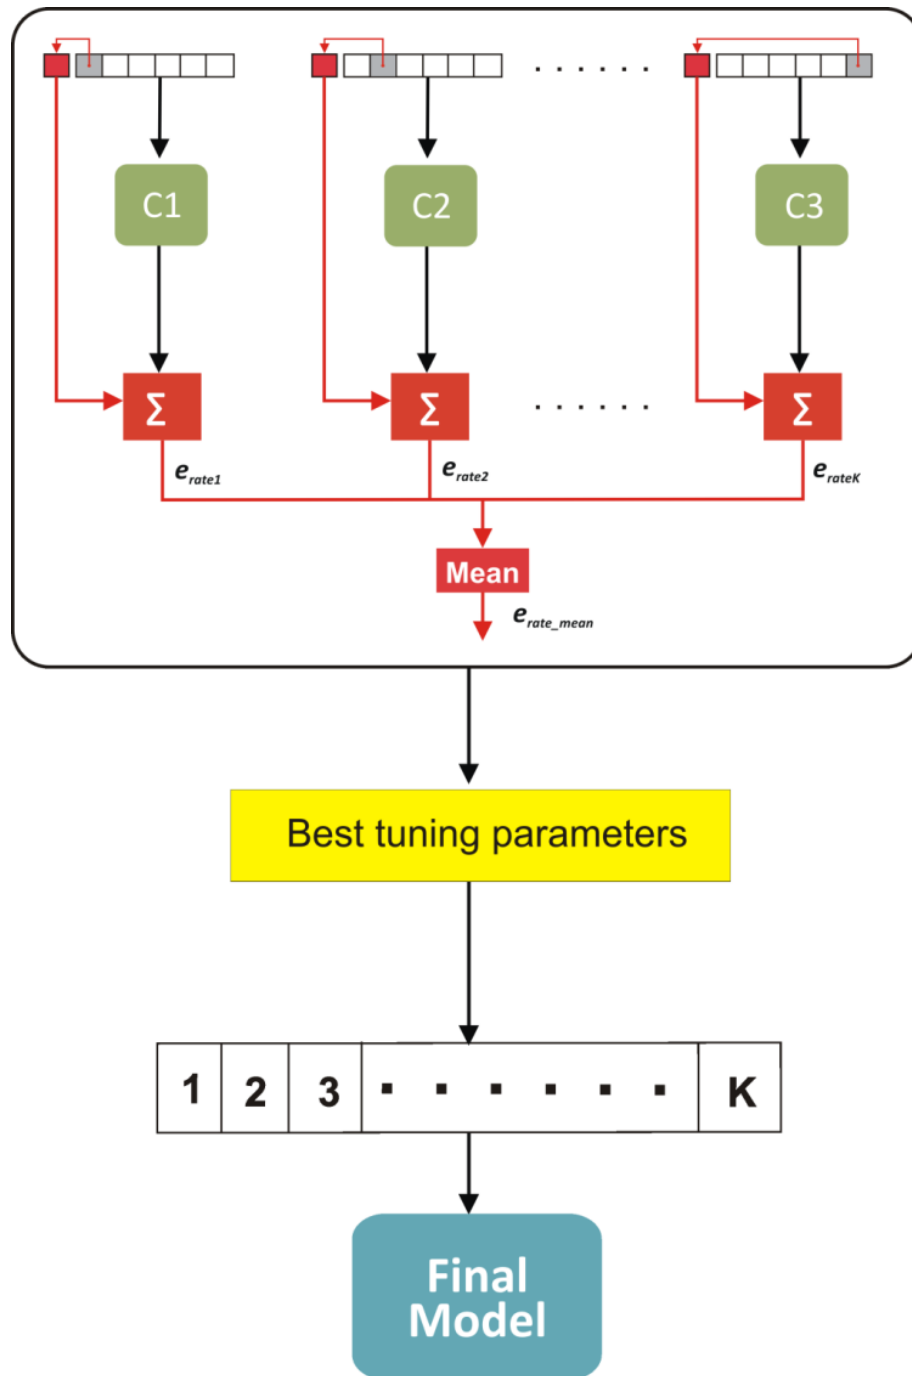 C1 C2 C3
Σ Σ Σ
e_rate1 e_rate2 e_rateK
Mean
e_rate_mean
Best tuning parameters
1 2 3 . . . . . . K
Final
Model